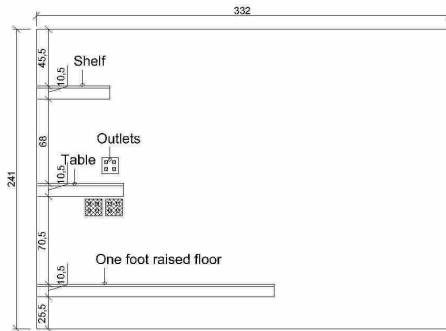 332
45,5
10,5
Shelf
68
Outlets
241
10,5
Table
70,5
10,5
One foot raised floor
25,5